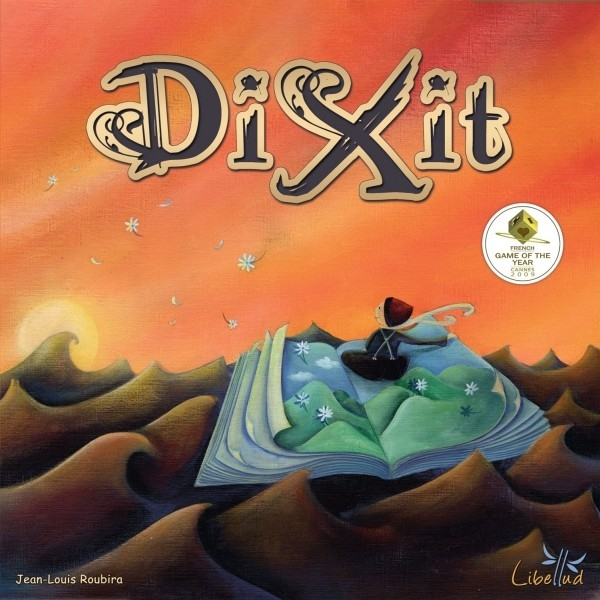 DiXit
FRENCH
GAME OF THE
YEAR
CANNES
2009
Jean-Louis Roubira
Libellud